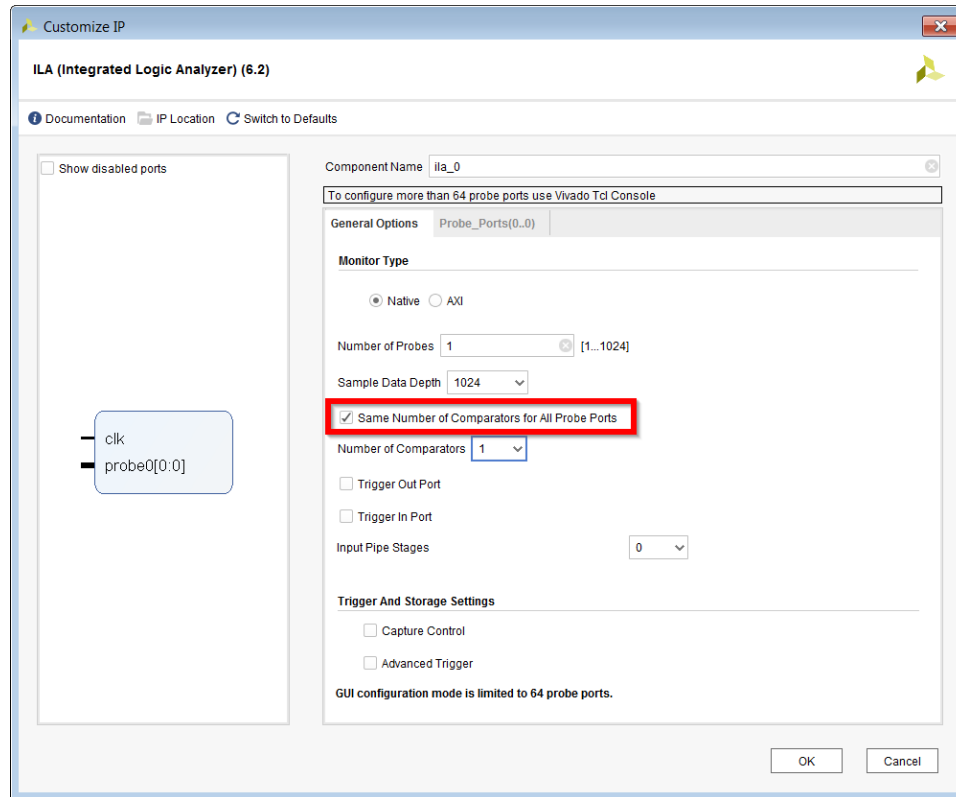 Customize IP
ILA (Integrated Logic Analyzer) (6.2)
Documentation IP Location Switch to Defaults
Show disabled ports
clk
probe0[0:0]
Component Name ila_0
To configure more than 64 probe ports use Vivado Tcl Console
General Options Probe_Ports(0..0)
Monitor Type
Native AXI
Number of Probes 1 [1...1024]
Sample Data Depth 1024
Same Number of Comparators for All Probe Ports
Number of Comparators 1
Trigger Out Port
Trigger In Port
Input Pipe Stages 0
Trigger And Storage Settings
Capture Control
Advanced Trigger
GUI configuration mode is limited to 64 probe ports.
OK Cancel